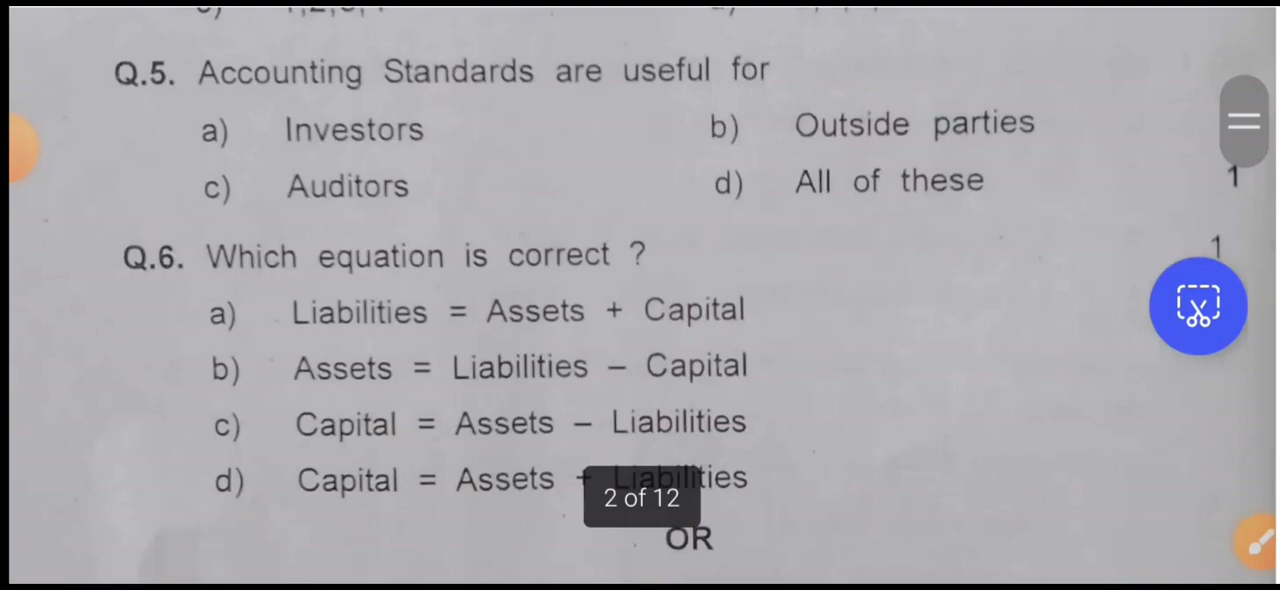 Q.5. Accounting Standards are useful for
a) Investors b) Outside parties
c) Auditors d) All of these 1
Q.6. Which equation is correct ? 1
a) Liabilities = Assets + Capital
b) Assets = Liabilities – Capital
c) Capital = Assets – Liabilities
d) Capital = Assets + Liabilities
2 of 12
OR